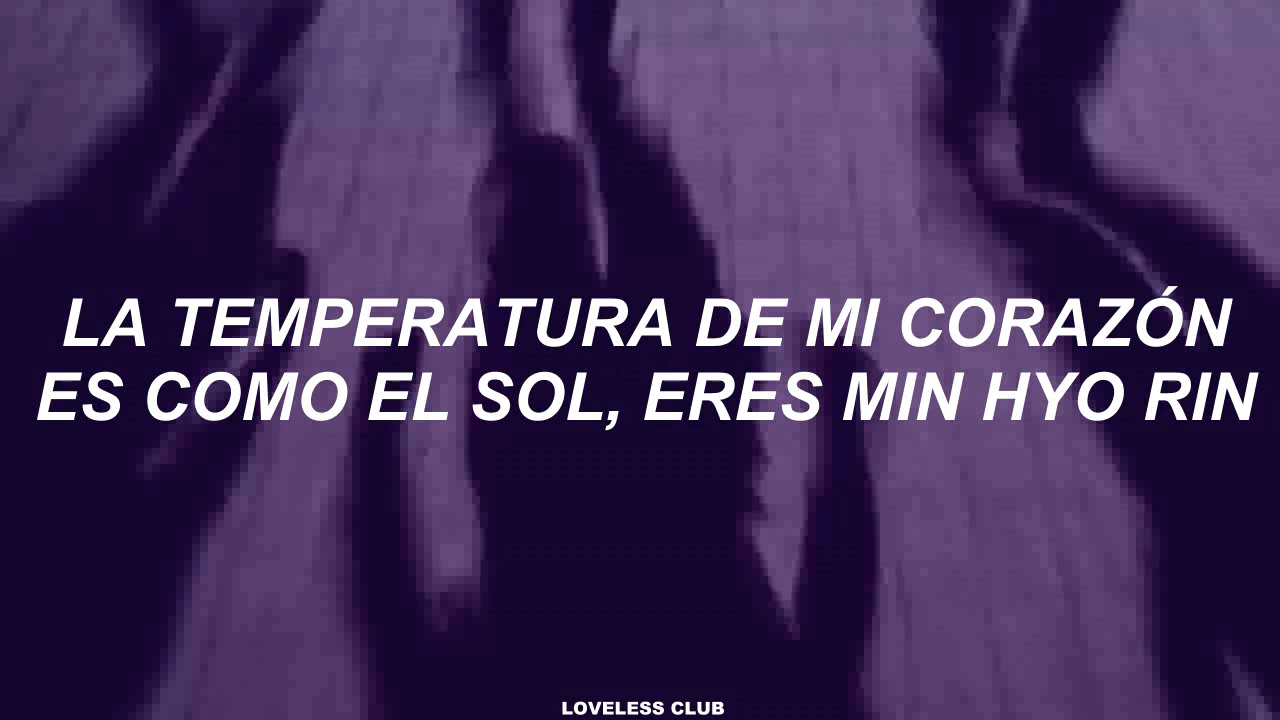 LA TEMPERATURA DE MI CORAZÓN
ES COMO EL SOL, ERES MIN HYO RIN
LOVELESS CLUB